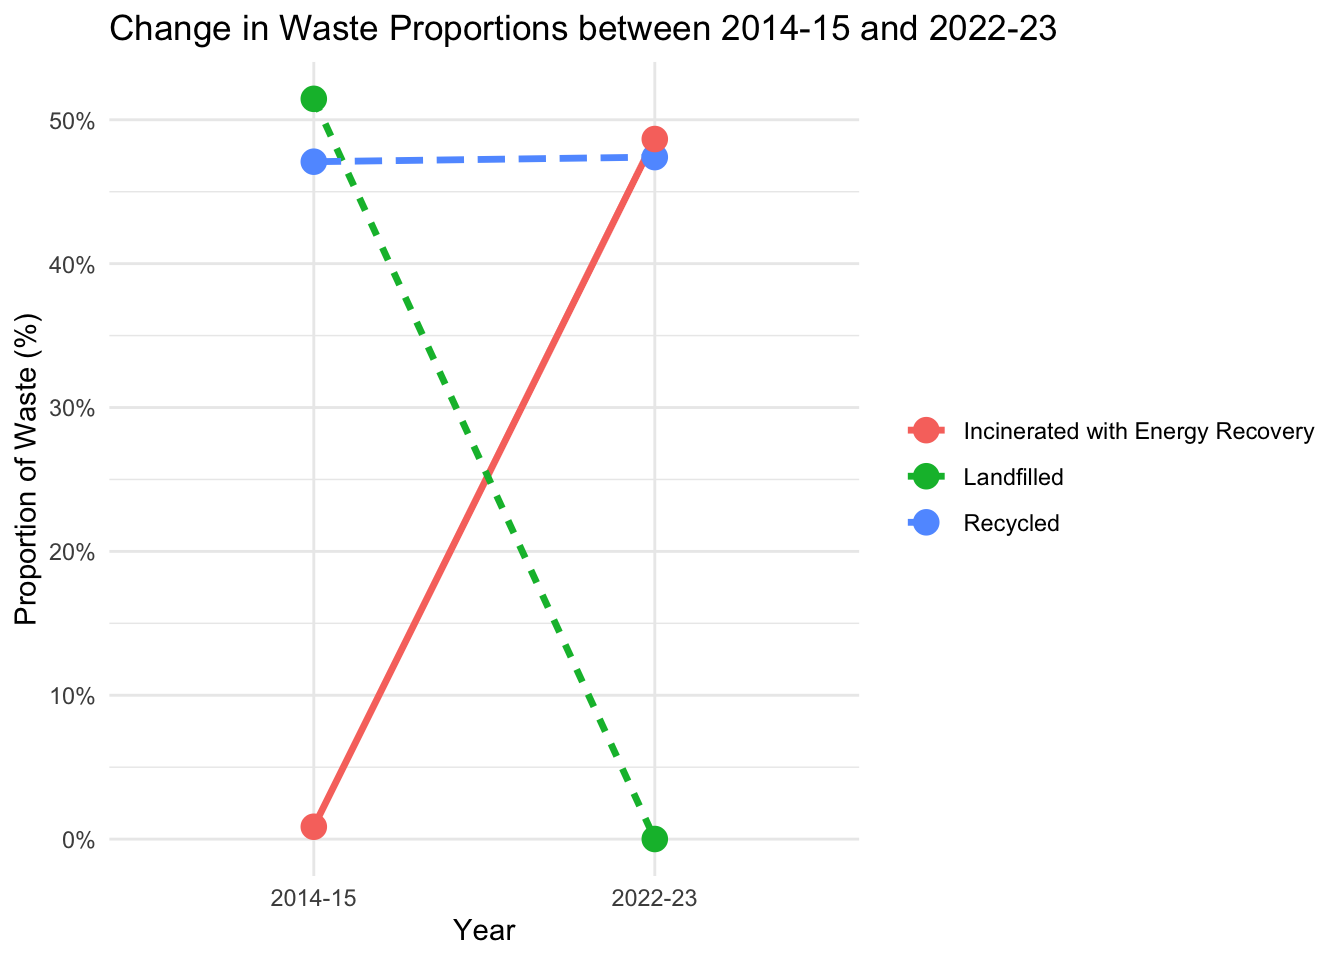 Change in Waste Proportions between 2014-15 and 2022-23
Proportion of Waste (%)
50%
40%
30%
20%
10%
0%
2014-15 2022-23
Year
Incinerated with Energy Recovery
Landfilled
Recycled